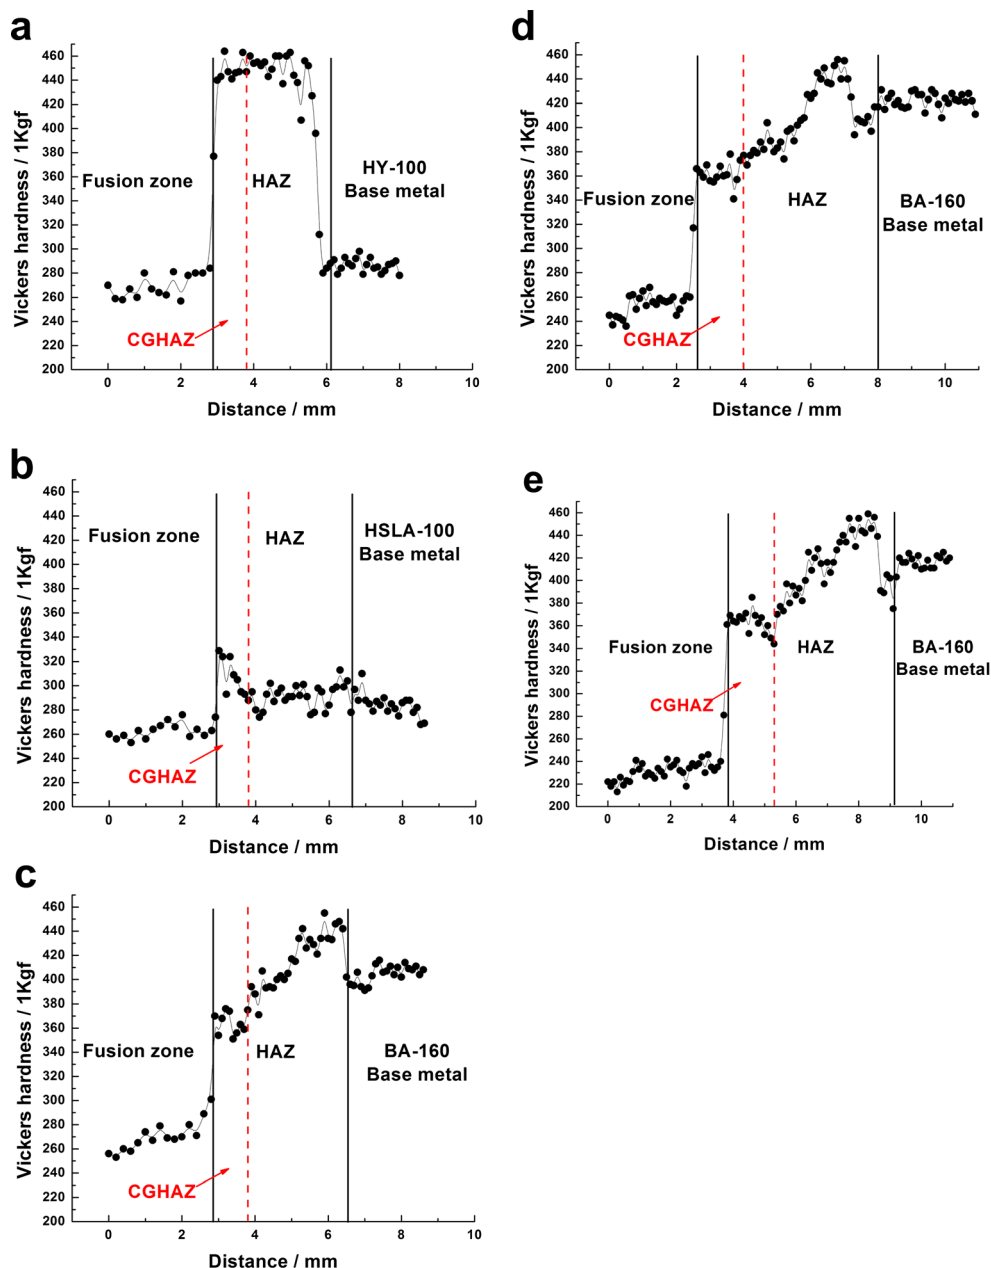 a
Vickers hardness / 1Kgf
460
440
420
400
380
360
340
320
300
280
260
240
220
200
Fusion zone
HAZ
HY-100
Base metal
CGHAZ
0 2 4 6 8 10
Distance / mm
b
Vickers hardness / 1Kgf
460
440
420
400
380
360
340
320
300
280
260
240
220
200
Fusion zone
HAZ
HSLA-100
Base metal
CGHAZ
0 2 4 6 8 10
Distance / mm
c
Vickers hardness / 1Kgf
460
440
420
400
380
360
340
320
300
280
260
240
220
200
Fusion zone
HAZ
BA-160
Base metal
CGHAZ
0 2 4 6 8 10
Distance / mm
d
Vickers hardness / 1Kgf
460
440
420
400
380
360
340
320
300
280
260
240
220
200
Fusion zone
HAZ
BA-160
Base metal
CGHAZ
0 2 4 6 8 10
Distance / mm
e
Vickers hardness / 1Kgf
460
440
420
400
380
360
340
320
300
280
260
240
220
200
Fusion zone
HAZ
BA-160
Base metal
CGHAZ
0 2 4 6 8 10
Distance / mm